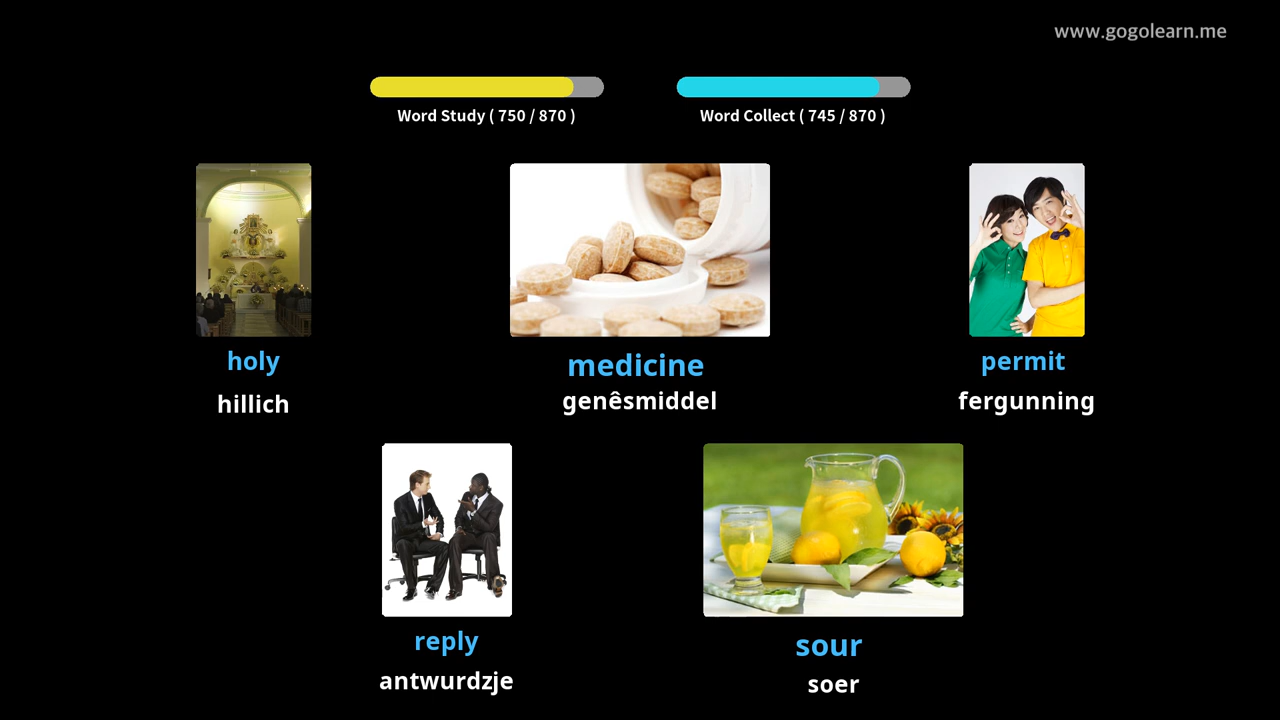 www.gogolearn.me
Word Study ( 750 / 870 )
Word Collect ( 745 / 870 )
holy
hillich
medicine
genêsmiddel
permit
fergunning
reply
antwurdzje
sour
soer